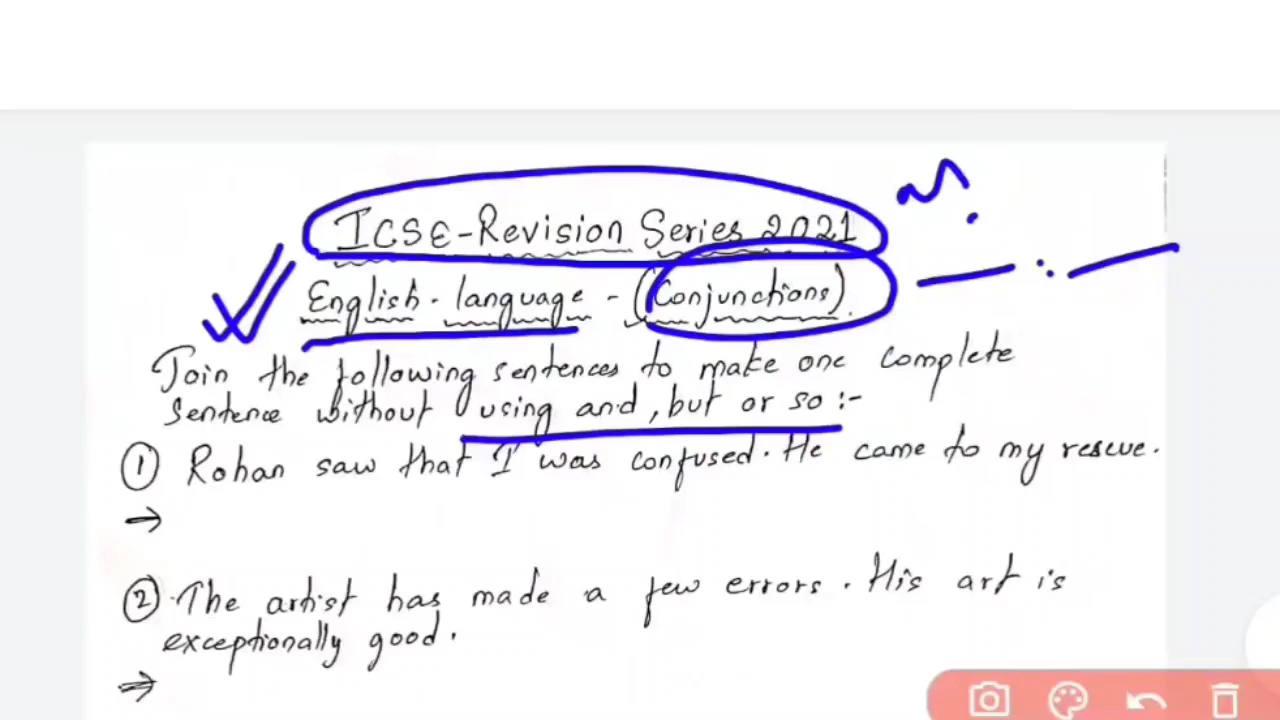 ICSE-Revision Series 2021
English - language - (Conjunctions)
Join the following sentences to make one complete
sentence without using and, but or so :-
① Rohan saw that I was confused. He came to my rescue.
→
② The artist has made a few errors. His art is
exceptionally good.
→